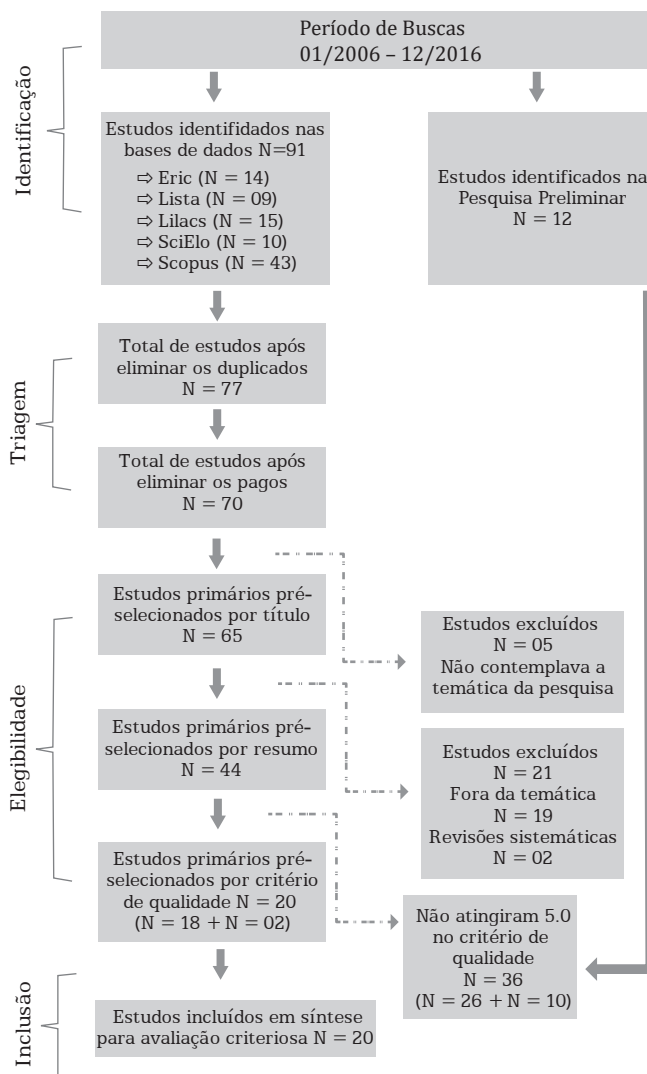 Período de Buscas
01/2006 – 12/2016
Identificação
Estudos identifidados nas
bases de dados N=91
⇨ Eric (N = 14)
⇨ Lista (N = 09)
⇨ Lilacs (N = 15)
⇨ SciElo (N = 10)
⇨ Scopus (N = 43)
Estudos identificados na
Pesquisa Preliminar
N = 12
Triagem
Total de estudos após
eliminar os duplicados
N = 77
Total de estudos após
eliminar os pagos
N = 70
Elegibilidade
Estudos primários pré-
selecionados por título
N = 65
Estudos excluídos
N = 05
Não contemplava a
temática da pesquisa
Estudos primários pré-
selecionados por resumo
N = 44
Estudos excluídos
N = 21
Fora da temática
N = 19
Revisões sistemáticas
N = 02
Estudos primários pré-
selecionados por critério
de qualidade N = 20
(N = 18 + N = 02)
Não atingiram 5.0
no critério de
qualidade
N = 36
(N = 26 + N = 10)
Inclusão
Estudos incluídos em síntese
para avaliação criteriosa N = 20